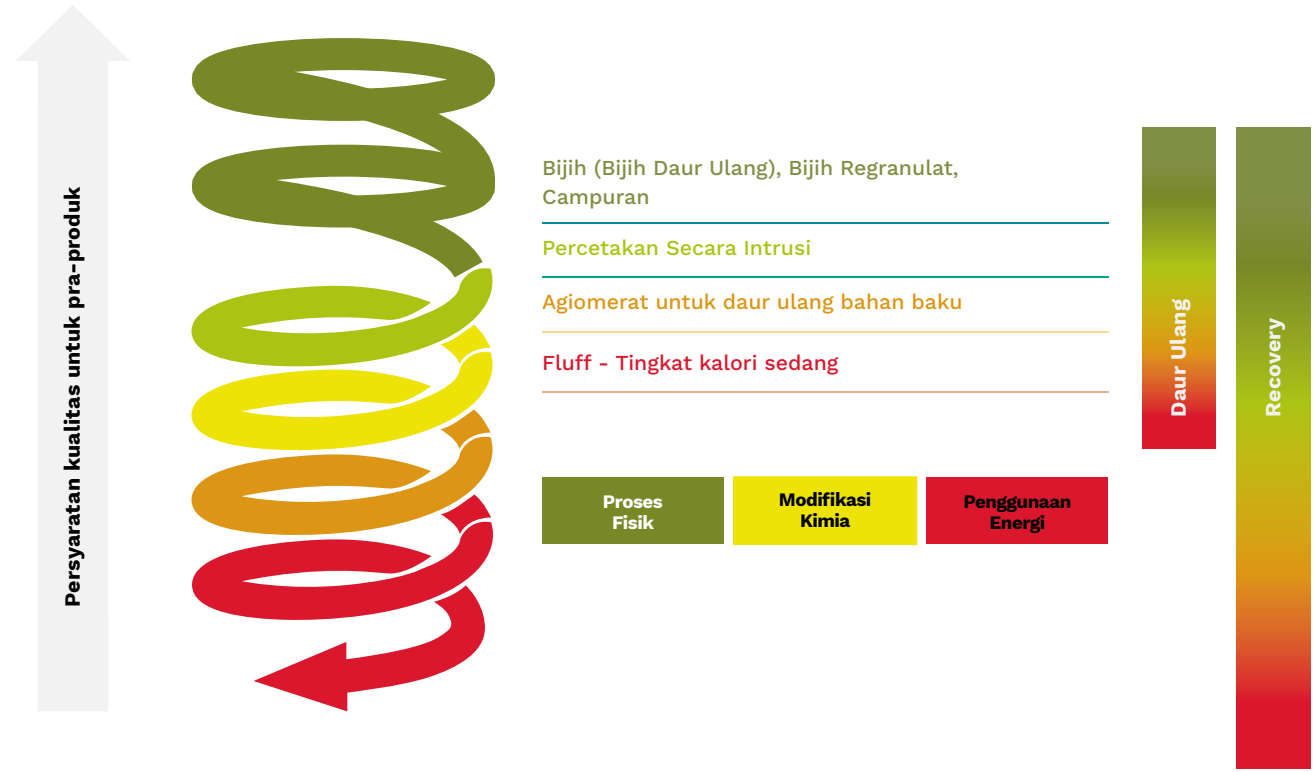 Persyaratan kualitas untuk pra-produk
Bijih (Bijih Daur Ulang), Bijih Regranulat,
Campuran
Percetakan Secara Intrusi
Agiomerat untuk daur ulang bahan baku
Fluff - Tingkat kalori sedang
Proses
Fisik
Modifikasi
Kimia
Penggunaan
Energi
Daur Ulang
Recovery